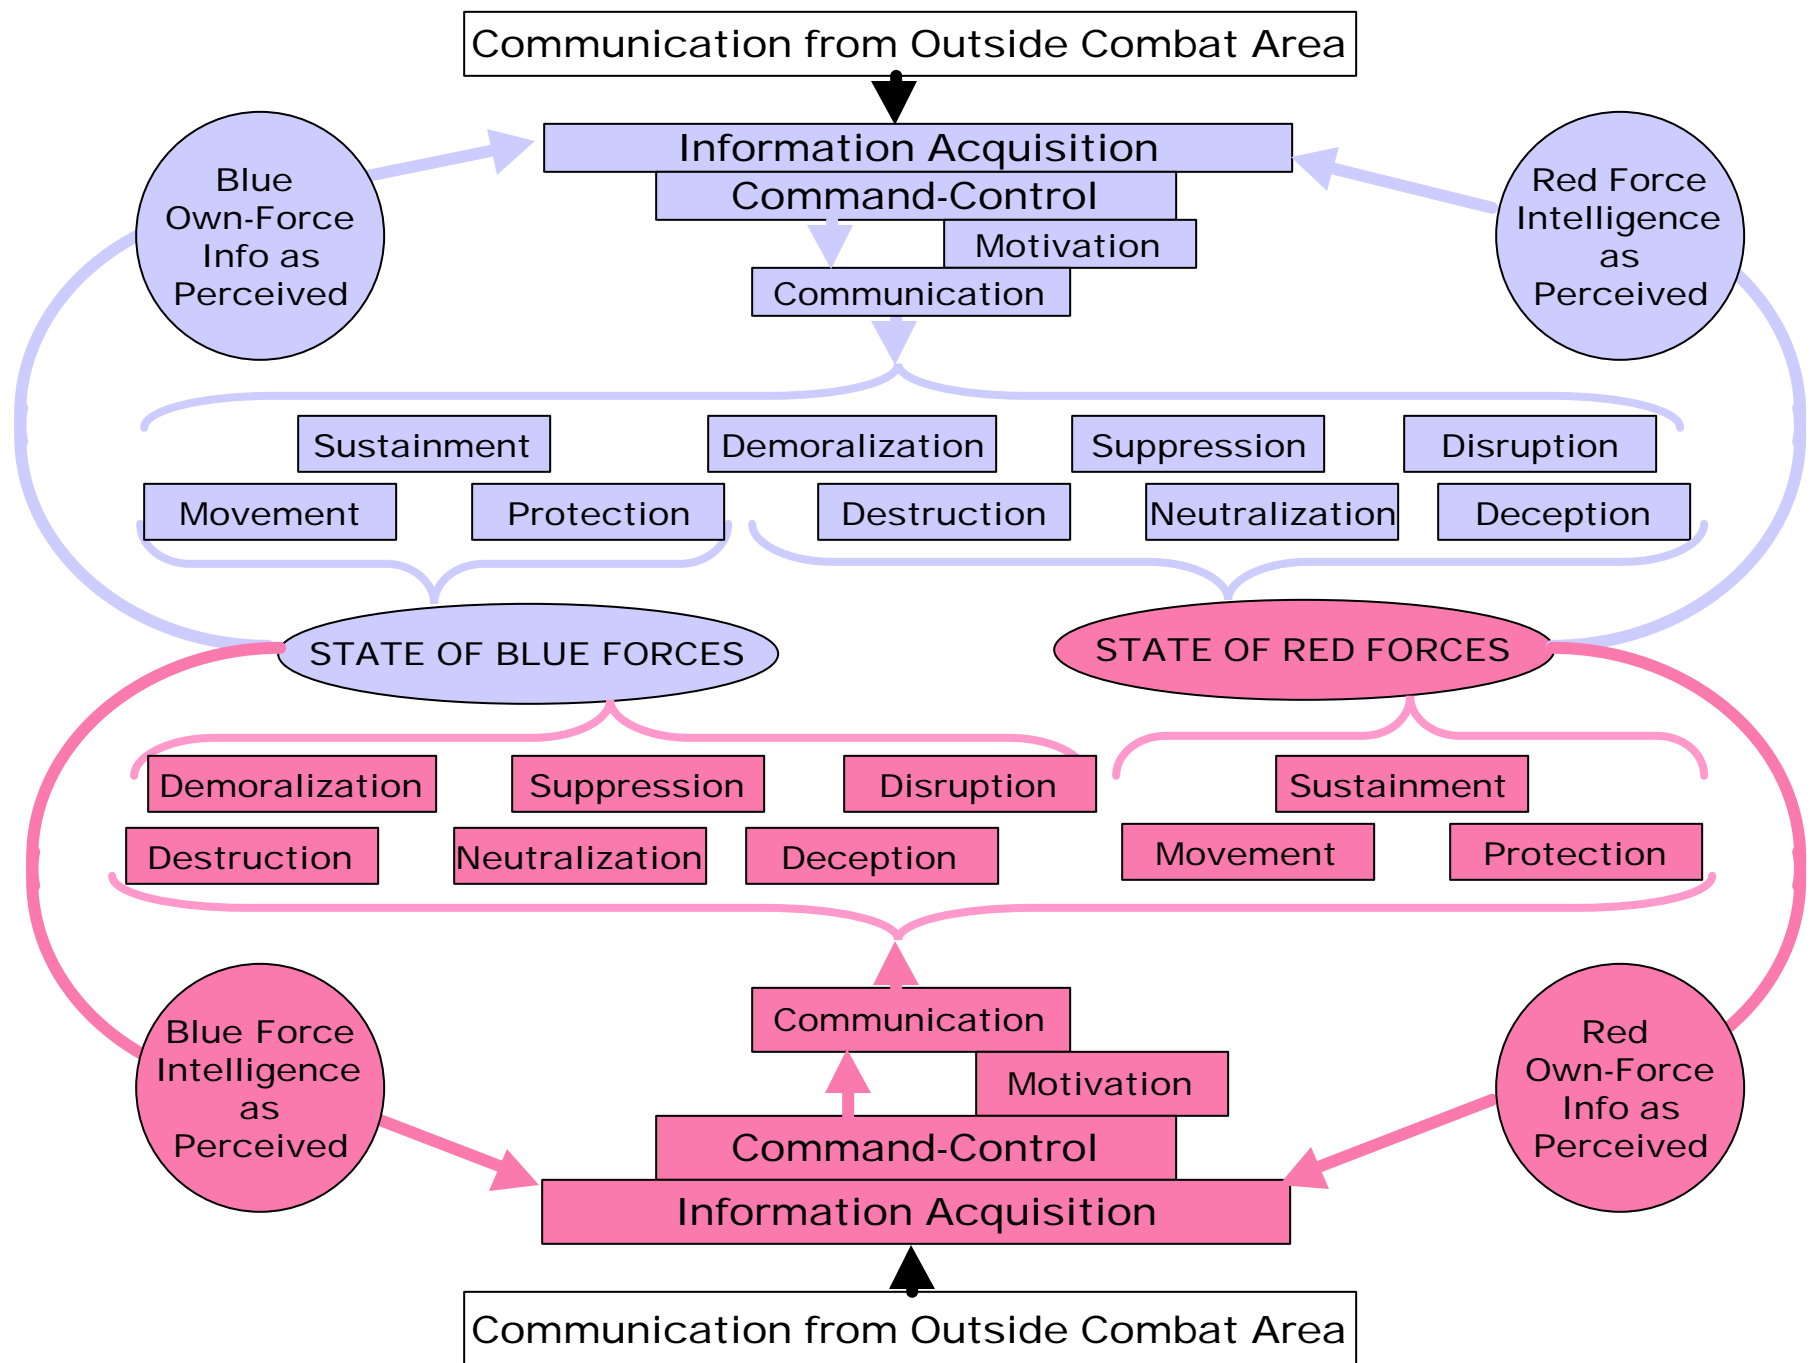 Communication from Outside Combat Area
Information Acquisition
Command-Control
Motivation
Communication
Blue
Own-Force
Info as
Perceived
Red Force
Intelligence
as
Perceived
Sustainment
Demoralization
Suppression
Disruption
Movement
Protection
Destruction
Neutralization
Deception
STATE OF BLUE FORCES
STATE OF RED FORCES
Demoralization
Suppression
Disruption
Sustainment
Destruction
Neutralization
Deception
Movement
Protection
Communication
Motivation
Command-Control
Information Acquisition
Blue Force
Intelligence
as
Perceived
Red
Own-Force
Info as
Perceived
Communication from Outside Combat Area